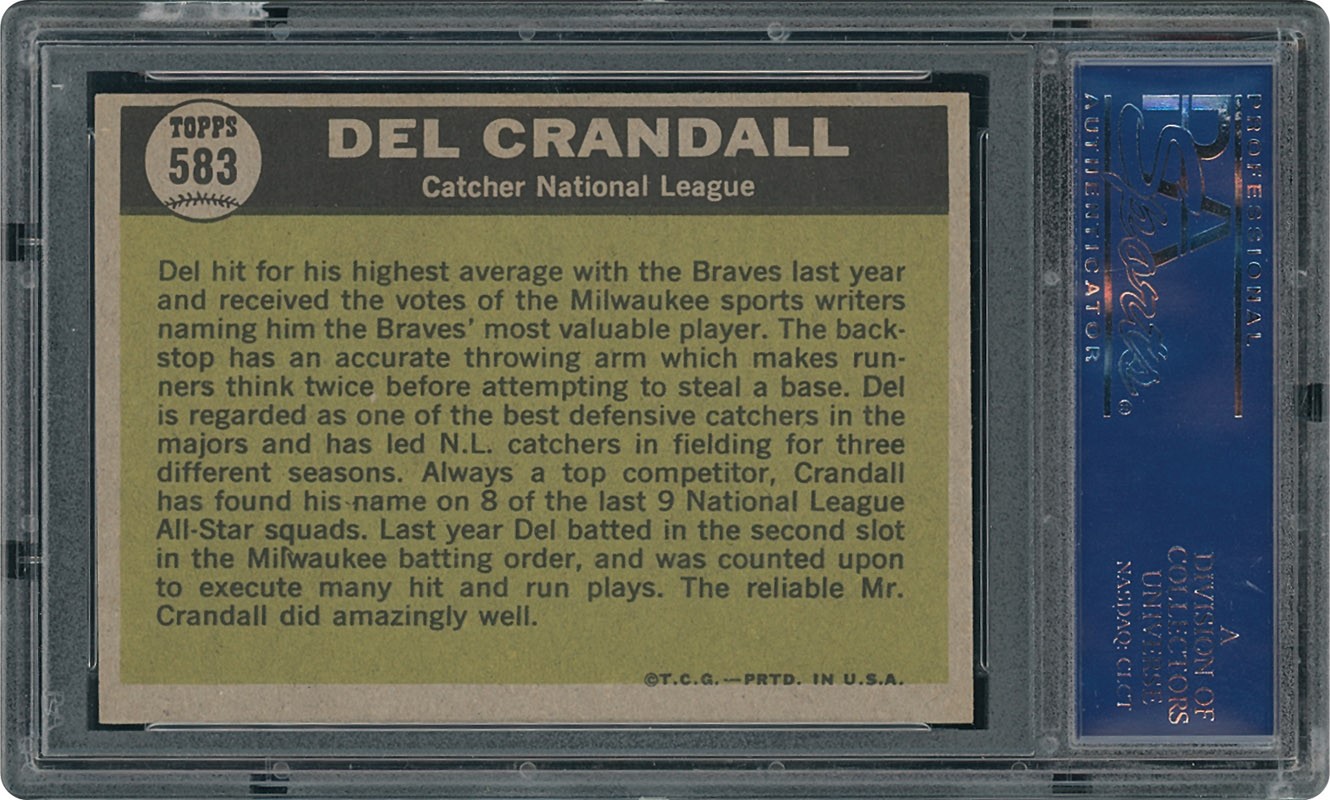 TOPPS
583
DEL CRANDALL
Catcher National League
Del hit for his highest average with the Braves last year
and received the votes of the Milwaukee sports writers
naming him the Braves' most valuable player. The back-
stop has an accurate throwing arm which makes run-
ners think twice before attempting to steal a base. Del
is regarded as one of the best defensive catchers in the
majors and has led N.L. catchers in fielding for three
different seasons. Always a top competitor, Crandall
has found his name on 8 of the last 9 National League
All-Star squads. Last year Del batted in the second slot
in the Milwaukee batting order, and was counted upon
to execute many hit and run plays. The reliable Mr.
Crandall did amazingly well.
©T.C.G.—PRTD. IN U.S.A.
PROFESSIONAL
PSA
Sports
AUTHENTICATOR
®
A
DIVISION OF
COLLECTORS
UNIVERSE
NASDAQ: CLCT
PSA